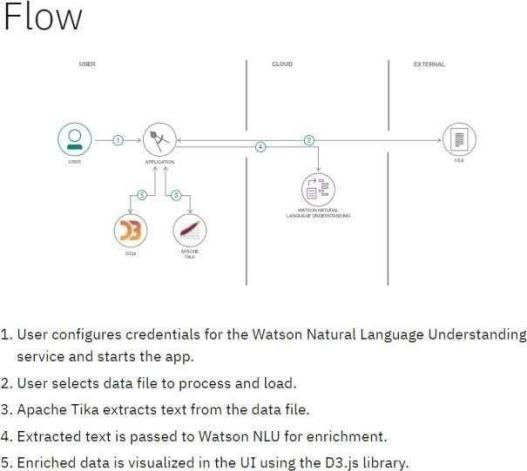 Flow
USER
CLOUD
EXTERNAL
1
2
4
USER
APPLICATION
FILE
5
3
WATSON NATURAL
LANGUAGE UNDERSTANDING
D3
D3.js
APACHE
TIKA
1. User configures credentials for the Watson Natural Language Understanding
service and starts the app.
2. User selects data file to process and load.
3. Apache Tika extracts text from the data file.
4. Extracted text is passed to Watson NLU for enrichment.
5. Enriched data is visualized in the UI using the D3.js library.